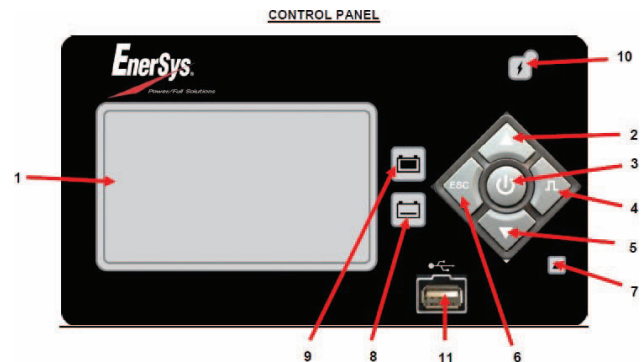 CONTROL PANEL
EnerSys.
Power/Full Solutions
10
2
1
3
ESC
4
5
7
9
8
11
6